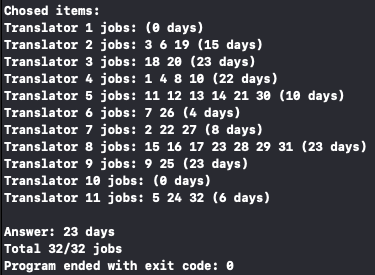 Chosed items:
Translator 1 jobs: (0 days)
Translator 2 jobs: 3 6 19 (15 days)
Translator 3 jobs: 18 20 (23 days)
Translator 4 jobs: 1 4 8 10 (22 days)
Translator 5 jobs: 11 12 13 14 21 30 (10 days)
Translator 6 jobs: 7 26 (4 days)
Translator 7 jobs: 2 22 27 (8 days)
Translator 8 jobs: 15 16 17 23 28 29 31 (23 days)
Translator 9 jobs: 9 25 (23 days)
Translator 10 jobs: (0 days)
Translator 11 jobs: 5 24 32 (6 days)
Answer: 23 days
Total 32/32 jobs
Program ended with exit code: 0